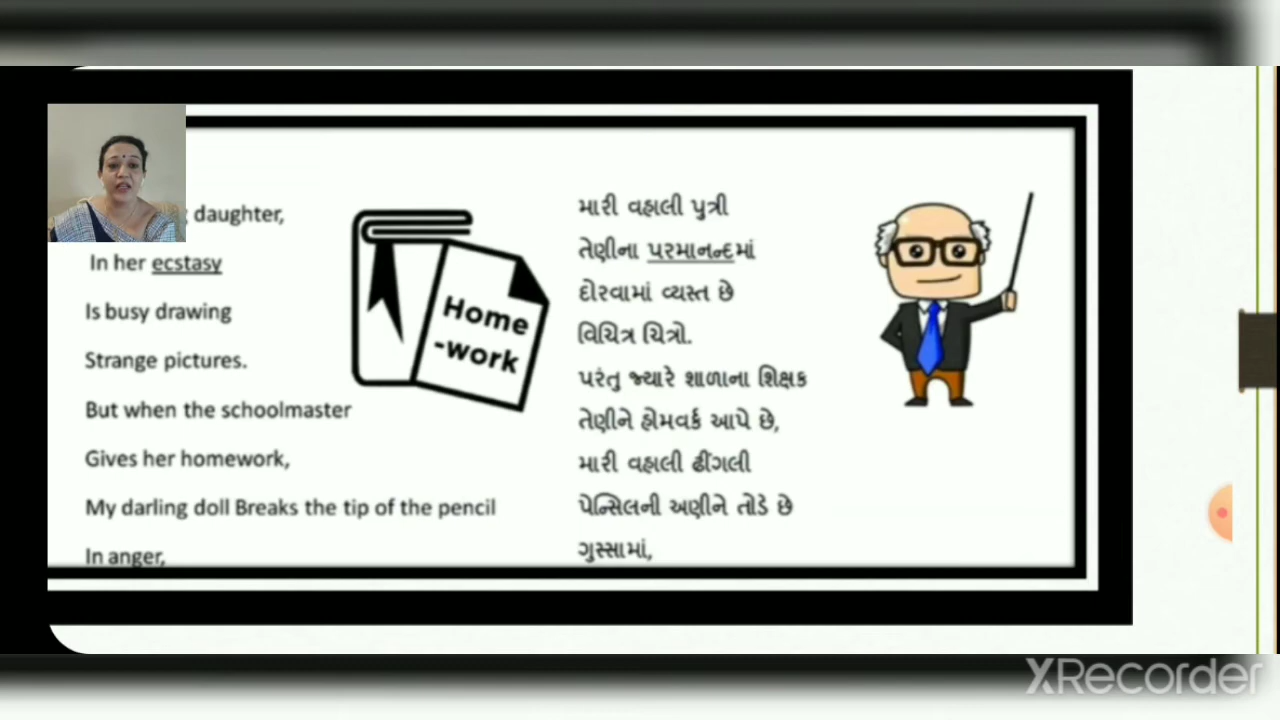 daughter,
In her ecstasy
Is busy drawing
Strange pictures.
But when the schoolmaster
Gives her homework,
My darling doll Breaks the tip of the pencil
In anger,
Home
-work
મારી વહાલી પુત્રી
તેણીના પરમાનન્દમાં
દોરવામાં વ્યસ્ત છે
વિચિત્ર ચિત્રો.
પરંતુ જ્યારે શાળાના શિક્ષક
તેણીને હોમવર્ક આપે છે,
મારી વહાલી ઢીંગલી
પેન્સિલની અણીને તોડે છે
ગુસ્સામાં,
XRecorder